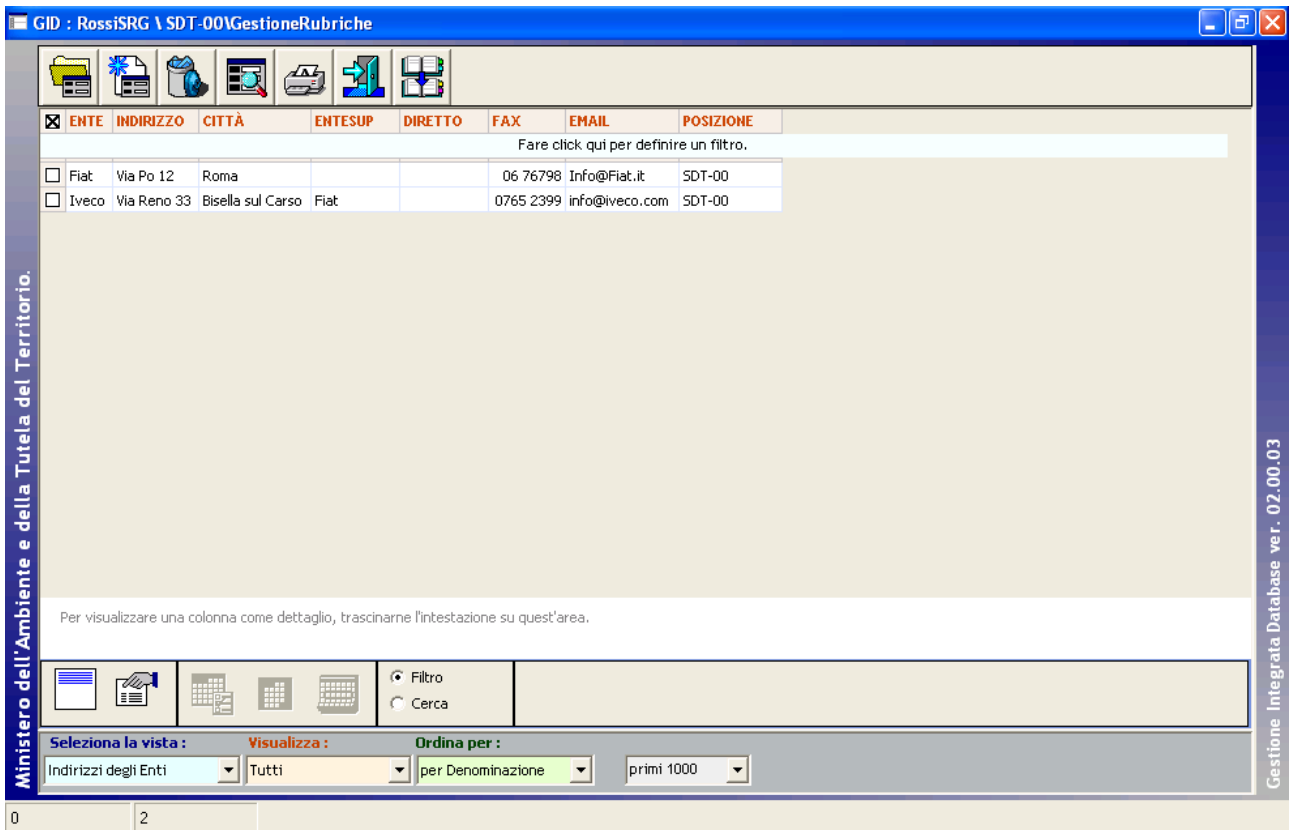 GID : RossiSRG \ SDT-00\GestioneRubriche
ENTE INDIRIZZO CITTÀ ENTESUP DIRETTO FAX EMAIL POSIZIONE
Fare click qui per definire un filtro.
Fiat Via Po 12 Roma 06 76798 Info@Fiat.it SDT-00
Iveco Via Reno 33 Bisella sul Carso Fiat 0765 2399 info@iveco.com SDT-00
Ministero dell'Ambiente e della Tutela del Territorio.
Gestione Integrata Database ver. 02.00.03
Per visualizzare una colonna come dettaglio, trascinarne l'intestazione su quest'area.
Filtro
Cerca
Seleziona la vista : Visualizza : Ordina per :
Indirizzi degli Enti Tutti per Denominazione primi 1000
0 2